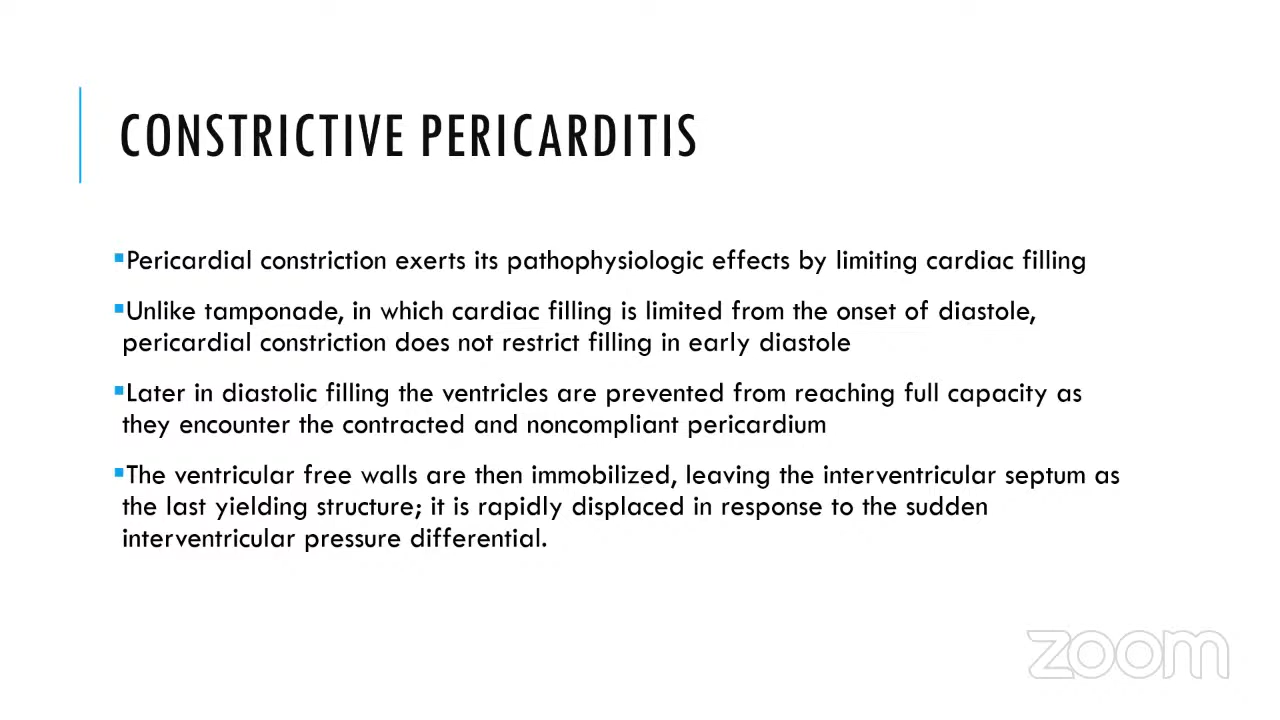 CONSTRICTIVE PERICARDITIS
▪Pericardial constriction exerts its pathophysiologic effects by limiting cardiac filling
▪Unlike tamponade, in which cardiac filling is limited from the onset of diastole,
pericardial constriction does not restrict filling in early diastole
▪Later in diastolic filling the ventricles are prevented from reaching full capacity as
they encounter the contracted and noncompliant pericardium
▪The ventricular free walls are then immobilized, leaving the interventricular septum as
the last yielding structure; it is rapidly displaced in response to the sudden
interventricular pressure differential.
zoom